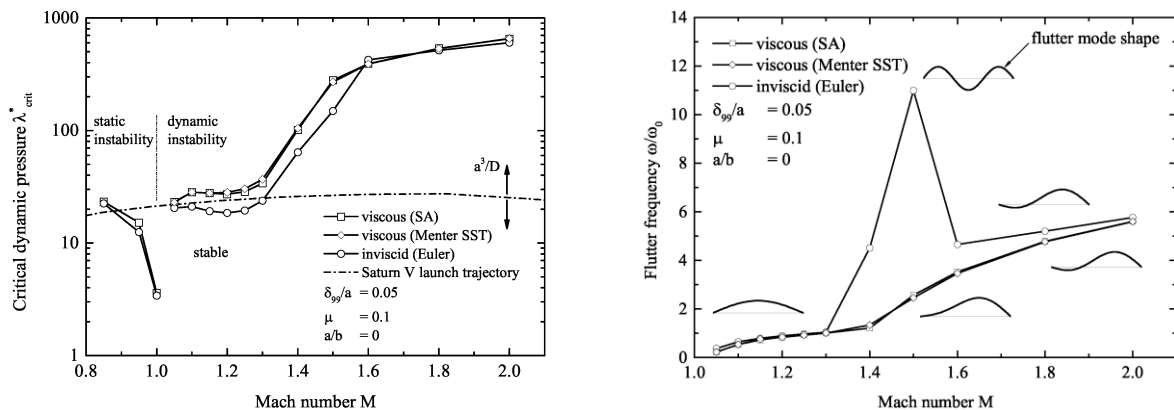 1000
100
10
1
0.8
1.0
1.2
1.4
1.6
1.8
2.0
Critical dynamic pressure λ*crit
Mach number M
static
instability
dynamic
instability
stable
a³/D
viscous (SA)
viscous (Menter SST)
inviscid (Euler)
Saturn V launch trajectory
δ99/a = 0.05
μ = 0.1
a/b = 0
14
12
10
8
6
4
2
0
1.0
1.2
1.4
1.6
1.8
2.0
Flutter frequency ω/ω0
Mach number M
viscous (SA)
viscous (Menter SST)
inviscid (Euler)
δ99/a = 0.05
μ = 0.1
a/b = 0
flutter mode shape